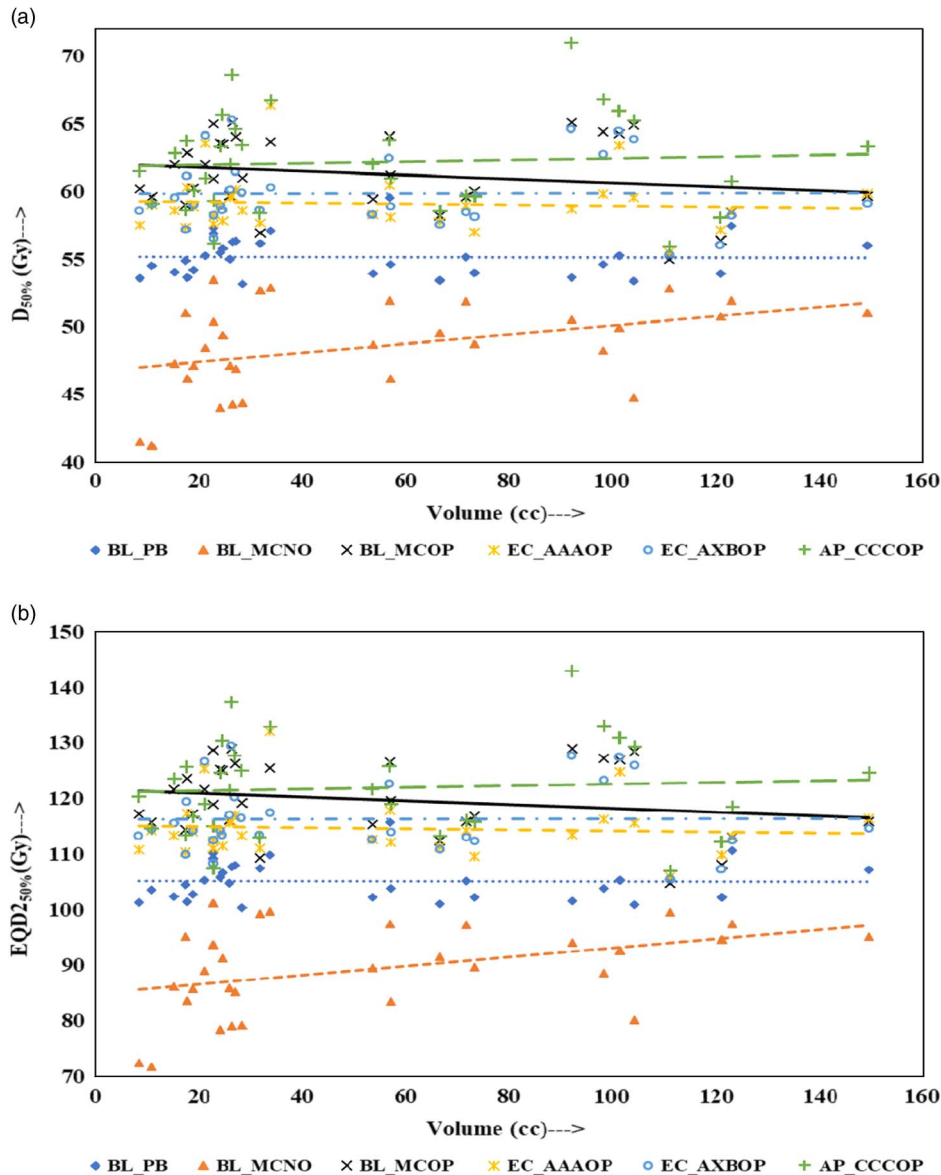 (a)
70
65
60
55
50
45
40
D50% (Gy)--->
0 20 40 60 80 100 120 140 160
Volume (cc)--->
BL_PB BL_MCNO BL_MCOP EC_AAAOP EC_AXBOP AP_CCCOP
(b)
150
140
130
120
110
100
90
80
70
EQD250% (Gy)--->
0 20 40 60 80 100 120 140 160
Volume (cc)--->
BL_PB BL_MCNO BL_MCOP EC_AAAOP EC_AXBOP AP_CCCOP